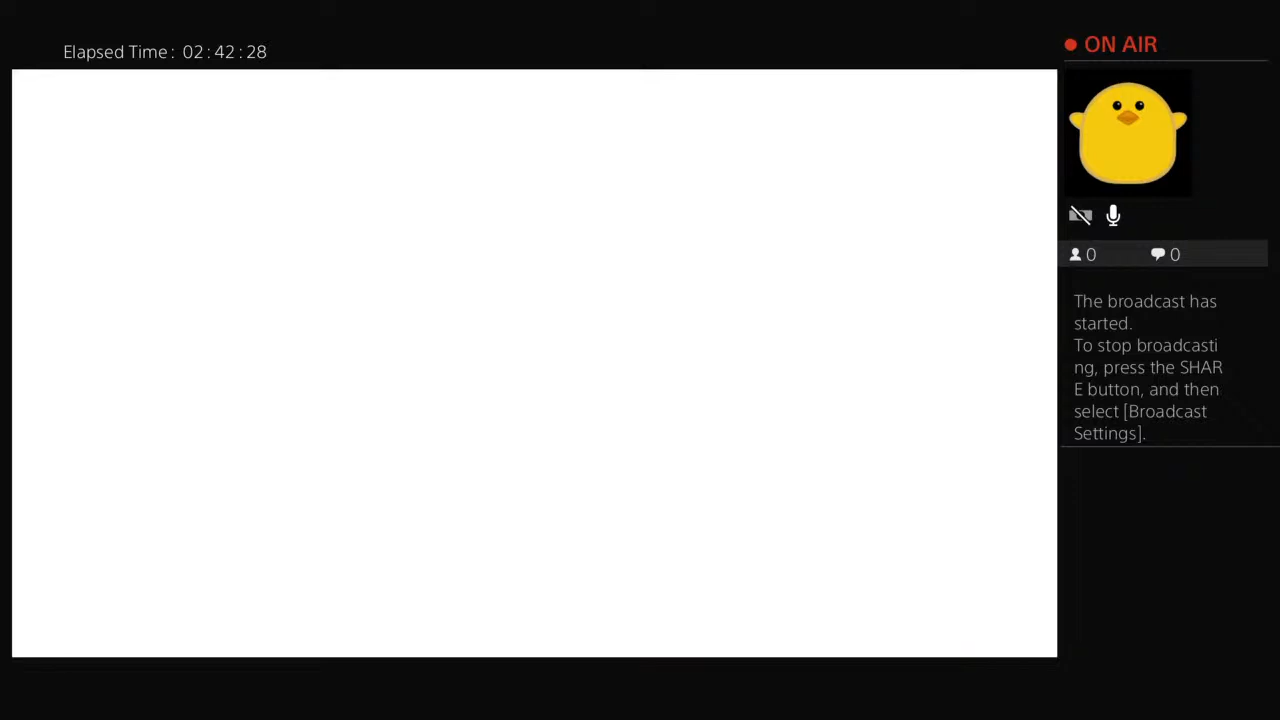 Elapsed Time: 02:42:28
ON AIR
0 0
The broadcast has
started.
To stop broadcasti
ng, press the SHAR
E button, and then
select [Broadcast
Settings].